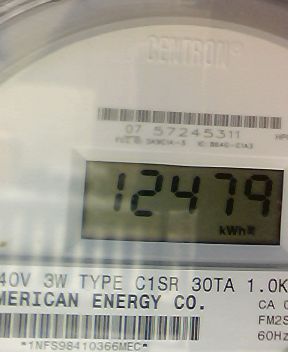 CENTRON®
07 57245311
12479
kWh
40V 3W TYPE C1SR 30TA 1.0K
MERICAN ENERGY CO.
CA 0
FM2S
60Hz
*1NFS98410366MEC*